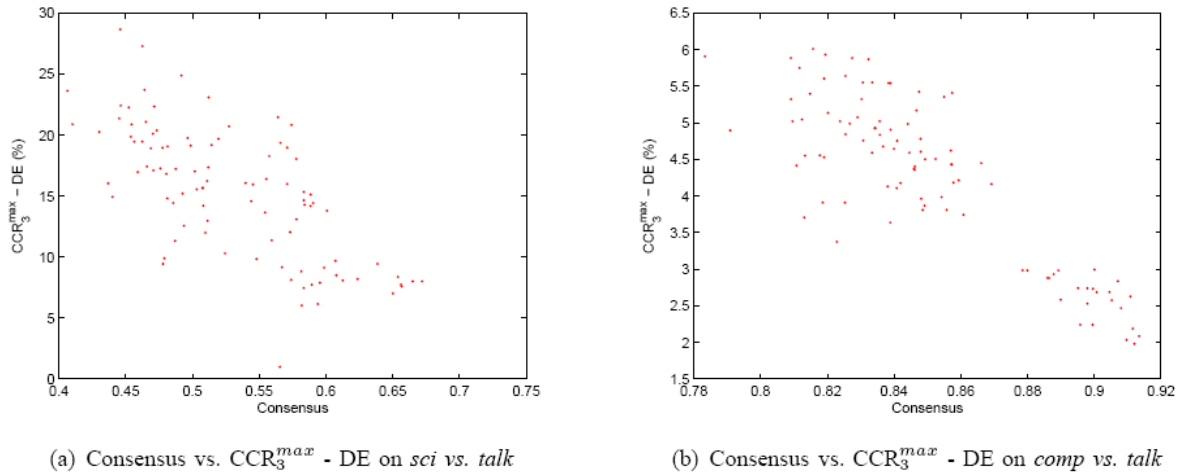 30
25
20
15
10
5
0
CCR₃ᵐᵃˣ – DE (%)
0.4 0.45 0.5 0.55 0.6 0.65 0.7 0.75
Consensus
6.5
6
5.5
5
4.5
4
3.5
3
2.5
2
1.5
CCR₃ᵐᵃˣ – DE (%)
0.78 0.8 0.82 0.84 0.86 0.88 0.9 0.92
Consensus
(a) Consensus vs. CCR₃ᵐᵃˣ - DE on sci vs. talk
(b) Consensus vs. CCR₃ᵐᵃˣ - DE on comp vs. talk